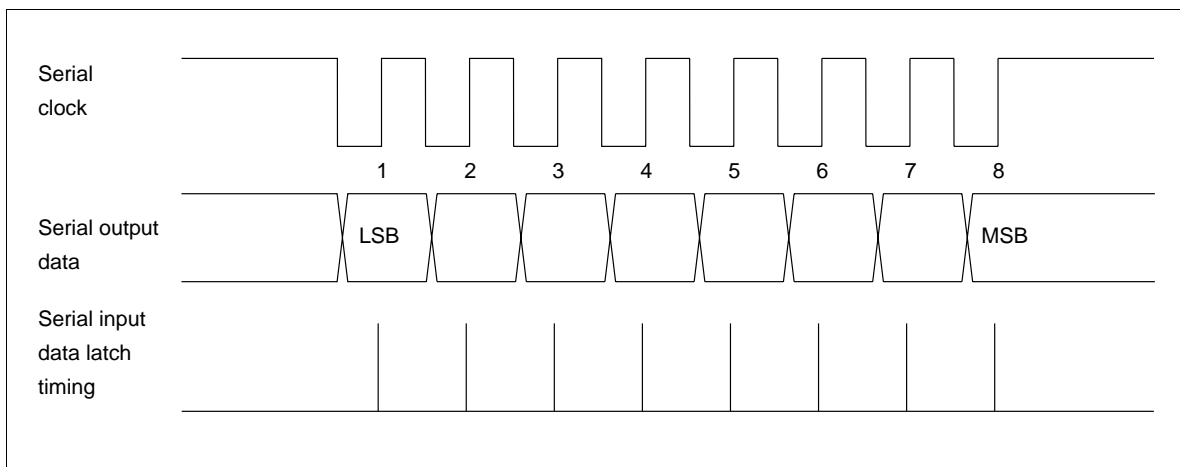 Serial
clock
1 2 3 4 5 6 7 8
Serial output
data
LSB
MSB
Serial input
data latch
timing